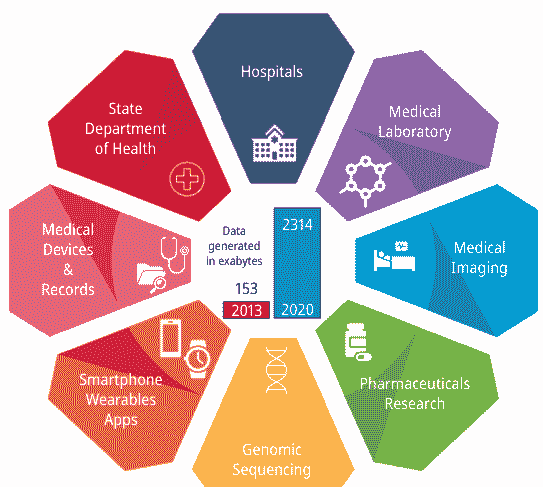 Hospitals
State
Department
of Health
Medical
Laboratory
Medical
Devices
&
Records
Data
generated
in exabytes
153
2013
2314
2020
Medical
Imaging
Smartphone
Wearables
Apps
Pharmaceuticals
Research
Genomic
Sequencing